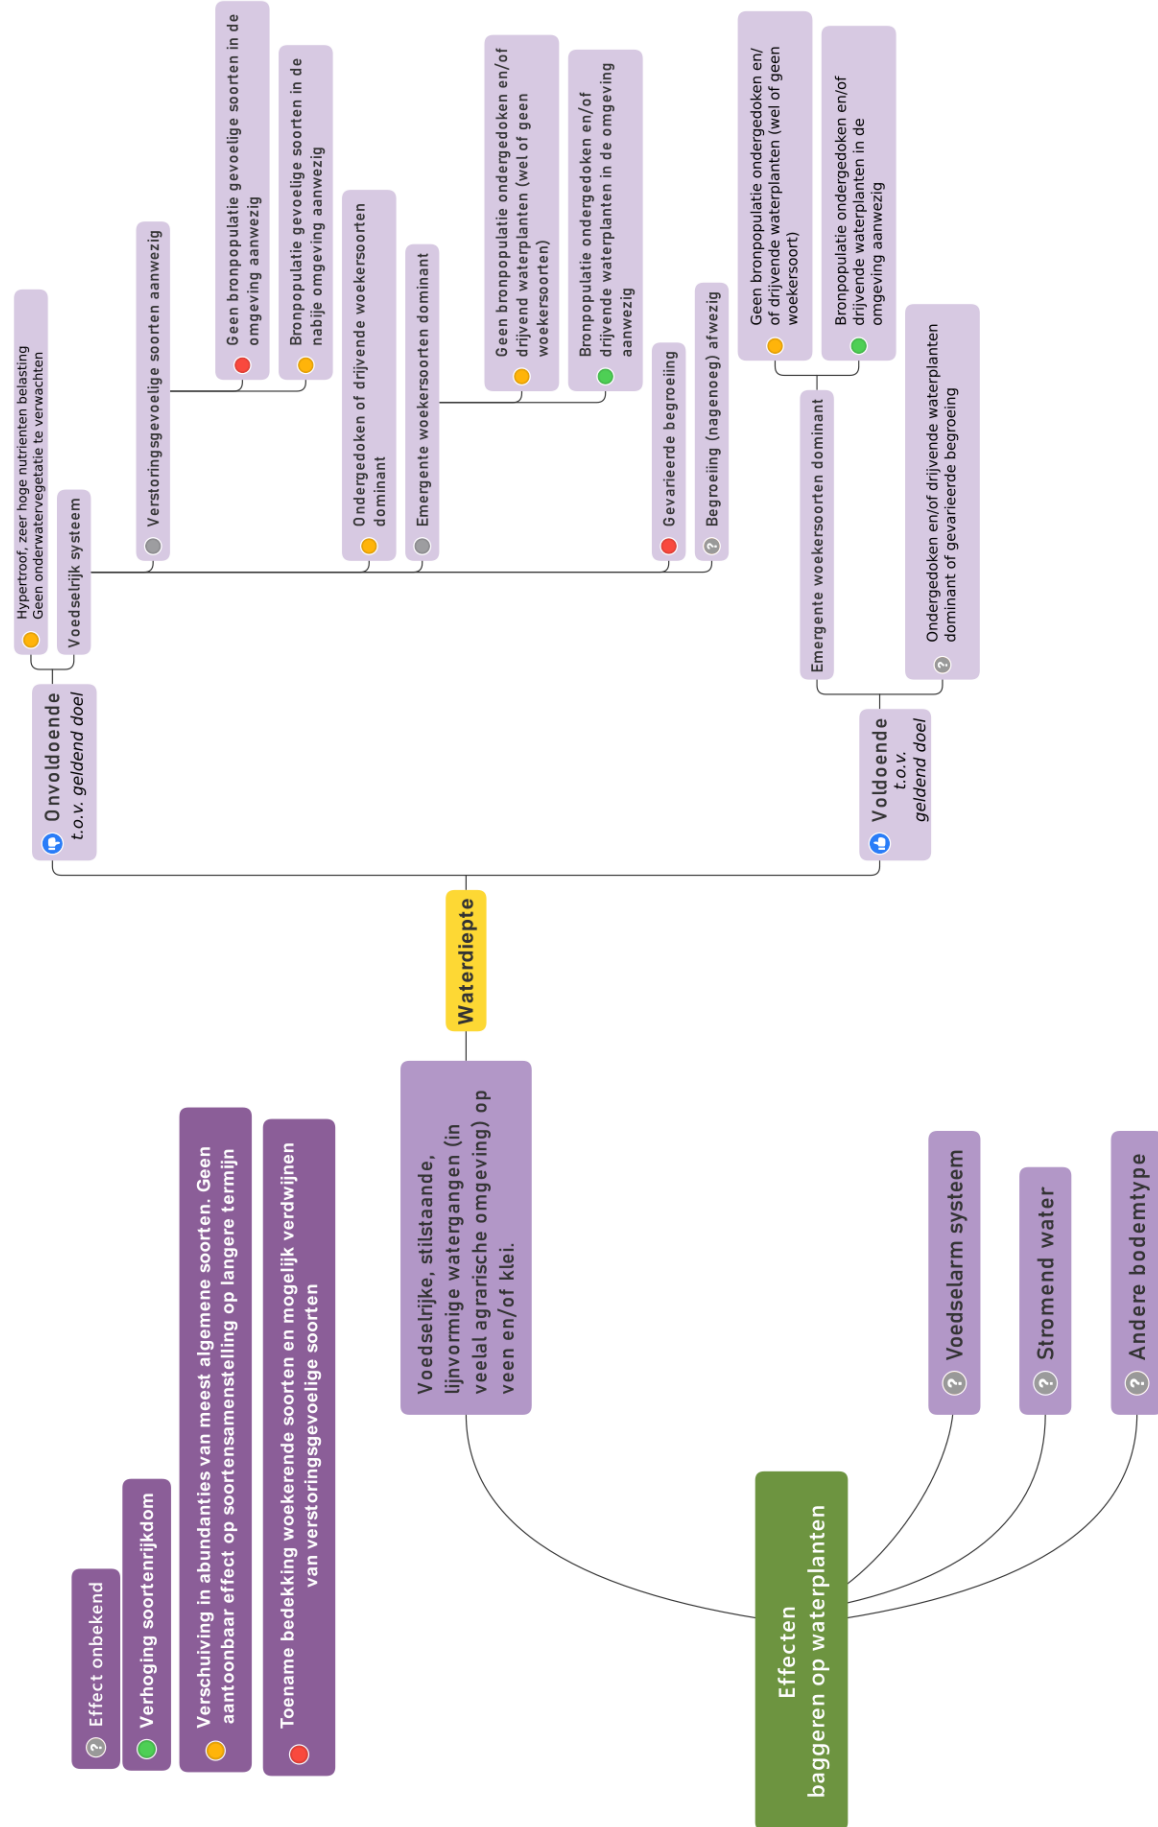 Effect onbekend
Verhoging soortenrijkdom
Verschuiving in abundanties van meest algemene soorten. Geen
aantoonbaar effect op soortensamenstelling op langere termijn
Toename bedekking woekerende soorten en mogelijk verdwijnen
van verstoringsgevoelige soorten
Effecten
baggeren op waterplanten
Voedselrijke, stilstaande,
lijnvormige watergangen (in
veelal agrarische omgeving) op
veen en/of klei.
Voedselarm systeem
Stromend water
Andere bodemtype
Waterdiepte
Onvoldoende
t.o.v. geldend doel
Hypertroof, zeer hoge nutrienten belasting
Geen onderwatervegetatie te verwachten
Voedselrijk systeem
Verstoringsgevoelige soorten aanwezig
Geen bronpopulatie gevoelige soorten in de
omgeving aanwezig
Bronpopulatie gevoelige soorten in de
nabije omgeving aanwezig
Ondergedoken of drijvende woekersoorten
dominant
Emergente woekersoorten dominant
Geen bronpopulatie ondergedoken en/of
drijvend waterplanten (wel of geen
woekersoorten)
Bronpopulatie ondergedoken en/of
drijvende waterplanten in de omgeving
aanwezig
Gevarieerde begroeiing
Begroeiing (nagenoeg) afwezig
Voldoende
t.o.v.
geldend doel
Emergente woekersoorten dominant
Geen bronpopulatie ondergedoken en/
of drijvende waterplanten (wel of geen
woekersoort)
Bronpopulatie ondergedoken en/of
drijvende waterplanten in de
omgeving aanwezig
Ondergedoken en/of drijvende waterplanten
dominant of gevarieerde begroeing